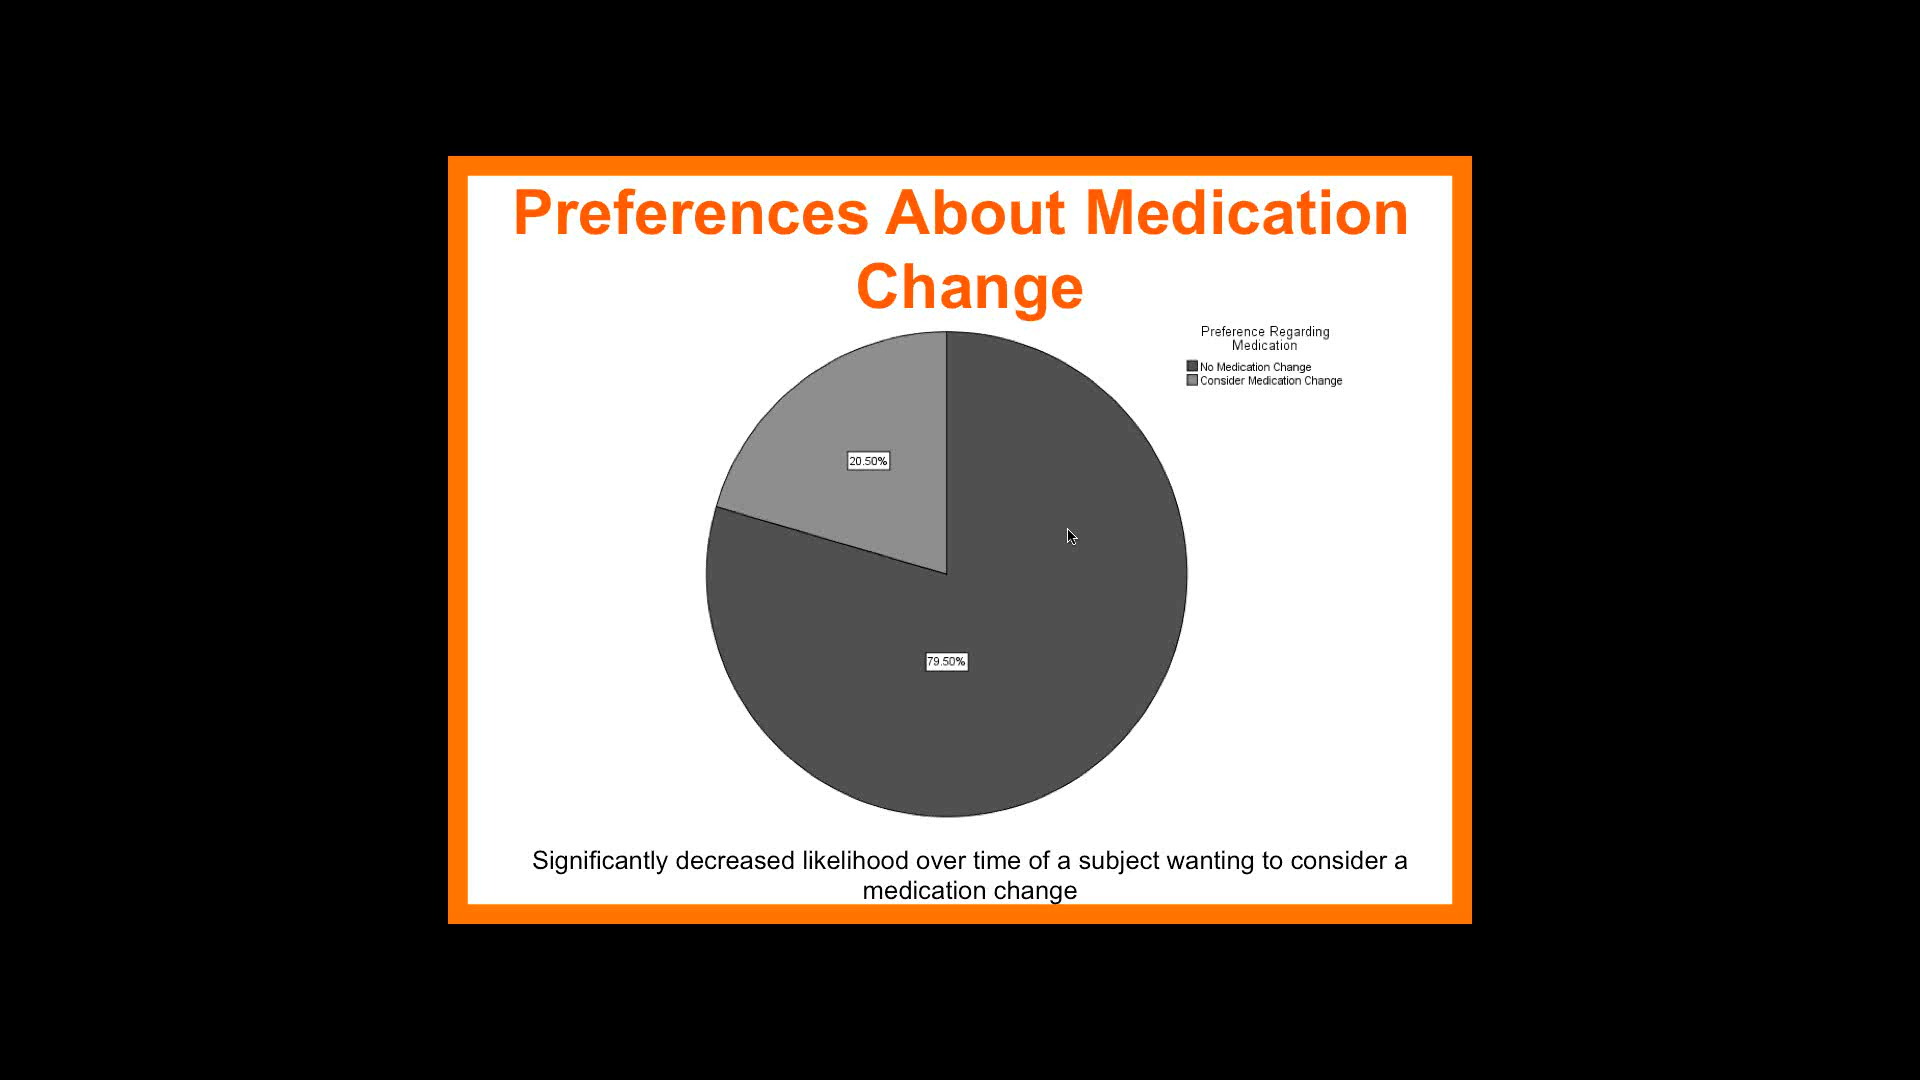 Preferences About Medication
Change
Preference Regarding
Medication
No Medication Change
Consider Medication Change
20.50%
79.50%
Significantly decreased likelihood over time of a subject wanting to consider a
medication change